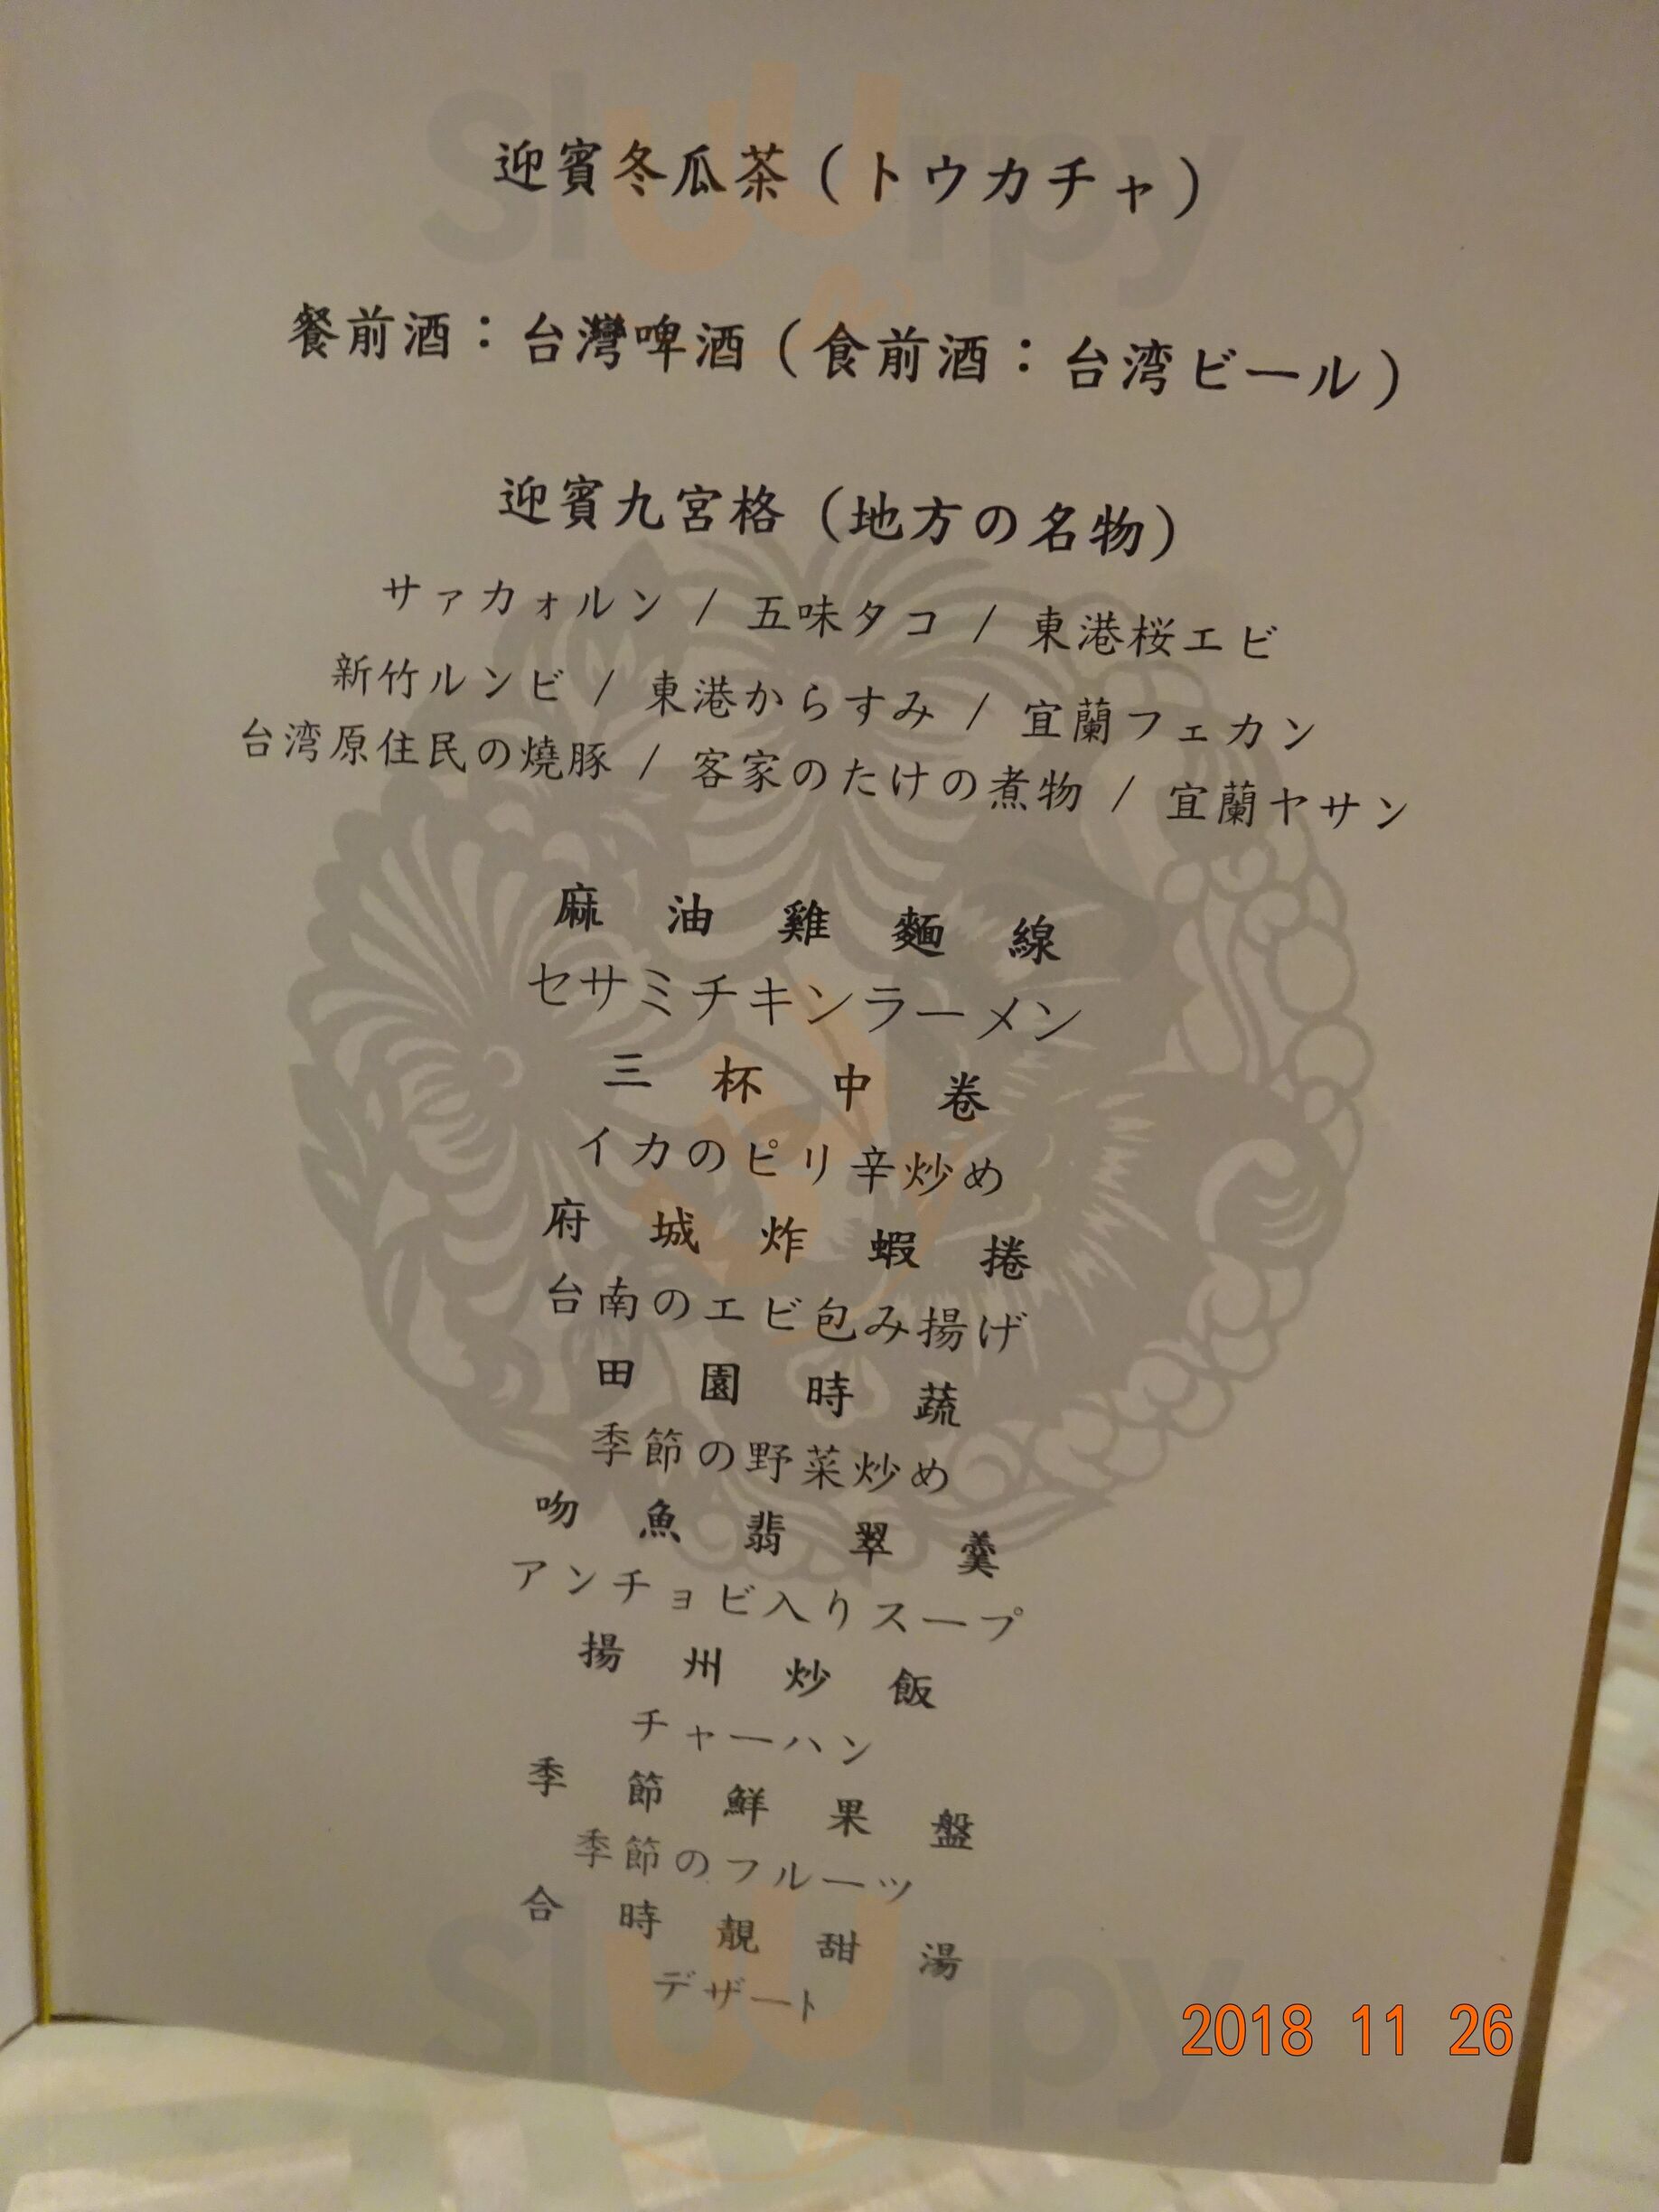 sluurpy
迎賓冬瓜茶(トウカチャ)
餐前酒：台灣啤酒(食前酒：台湾ビール)
迎賓九宮格(地方の名物)
サァカォルン / 五味タコ / 東港桜エビ
新竹ルンビ / 東港からすみ / 宜蘭フェカン
台湾原住民の燒豚 / 客家のたけの煮物 / 宜蘭ヤサン
麻油雞麵線
セサミチキンラーメン
三杯中卷
イカのピリ辛炒め
府城炸蝦捲
台南のエビ包み揚げ
田園時蔬
季節の野菜炒め
吻魚翡翠羹
アンチョビ入りスープ
揚州炒飯
チャーハン
季節鮮果盤
季節のフルーツ
合時靚甜湯
デザート
sluurpy
2018 11 26